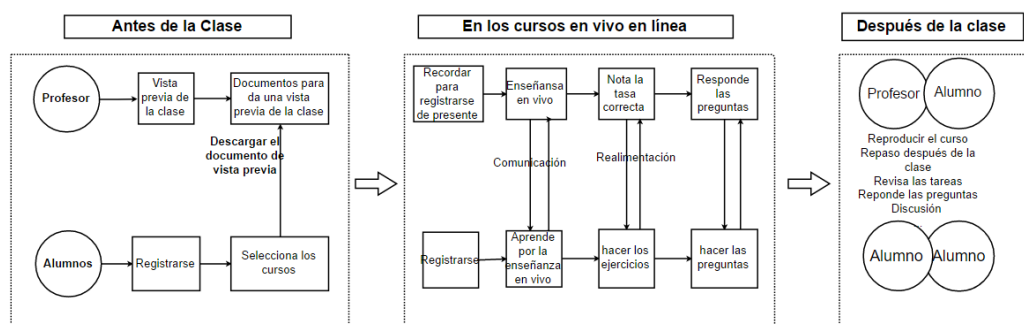 Antes de la Clase
Profesor
Vista
previa de
la clase
Documentos para
da una vista
previa de la clase
Descargar el
documento de
vista previa
Alumnos
Registrarse
Selecciona los
cursos
En los cursos en vivo en línea
Recordar
para
registrarse
de presente
Enseñansa
en vivo
Nota la
tasa
correcta
Responde
las
preguntas
Comunicación
Realimentación
Registrarse
Aprende
por la
enseñanza
en vivo
hacer los
ejercicios
hacer las
preguntas
Después de la clase
Profesor
Alumno
Reproducir el curso
Repaso después de la
clase
Revisa las tareas
Reponde las preguntas
Discusión
...
Alumno
Alumno